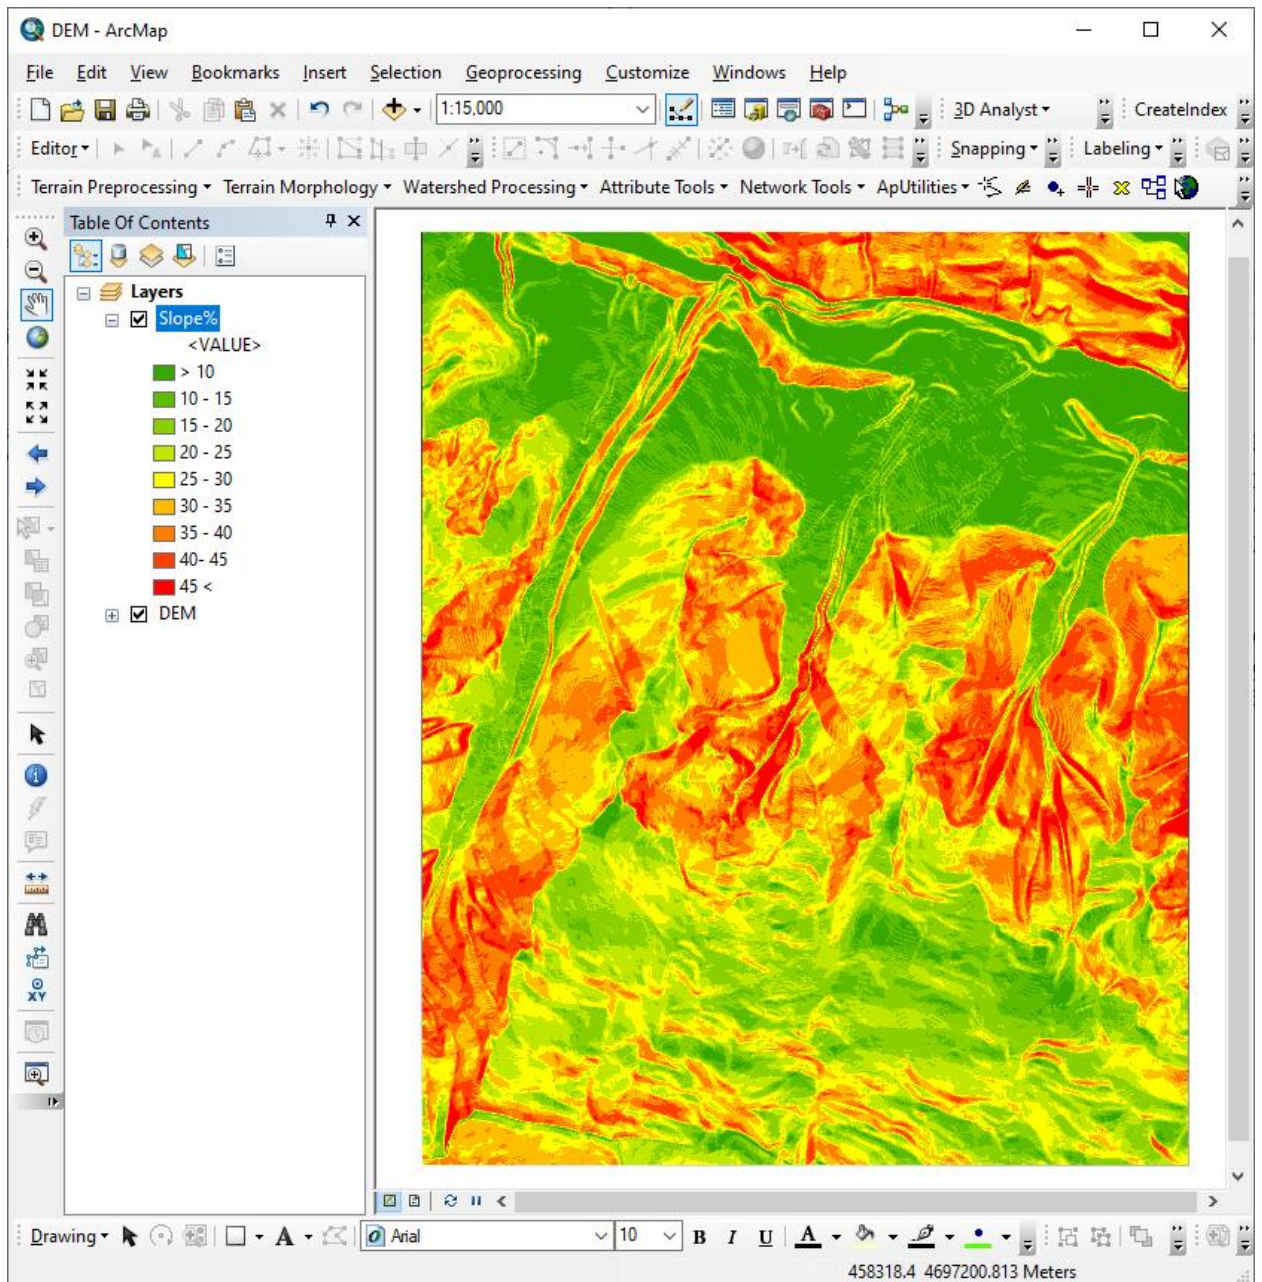 DEM - ArcMap
File Edit View Bookmarks Insert Selection Geoprocessing Customize Windows Help
1:15,000 3D Analyst CreateIndex
Editor Snapping Labeling
Terrain Preprocessing Terrain Morphology Watershed Processing Attribute Tools Network Tools ApUtilities
Table Of Contents
Layers
Slope%
<VALUE>
> 10
10 - 15
15 - 20
20 - 25
25 - 30
30 - 35
35 - 40
40- 45
45 <
DEM
XY
Drawing A Arial 10 B I U A
458318.4 4697200.813 Meters